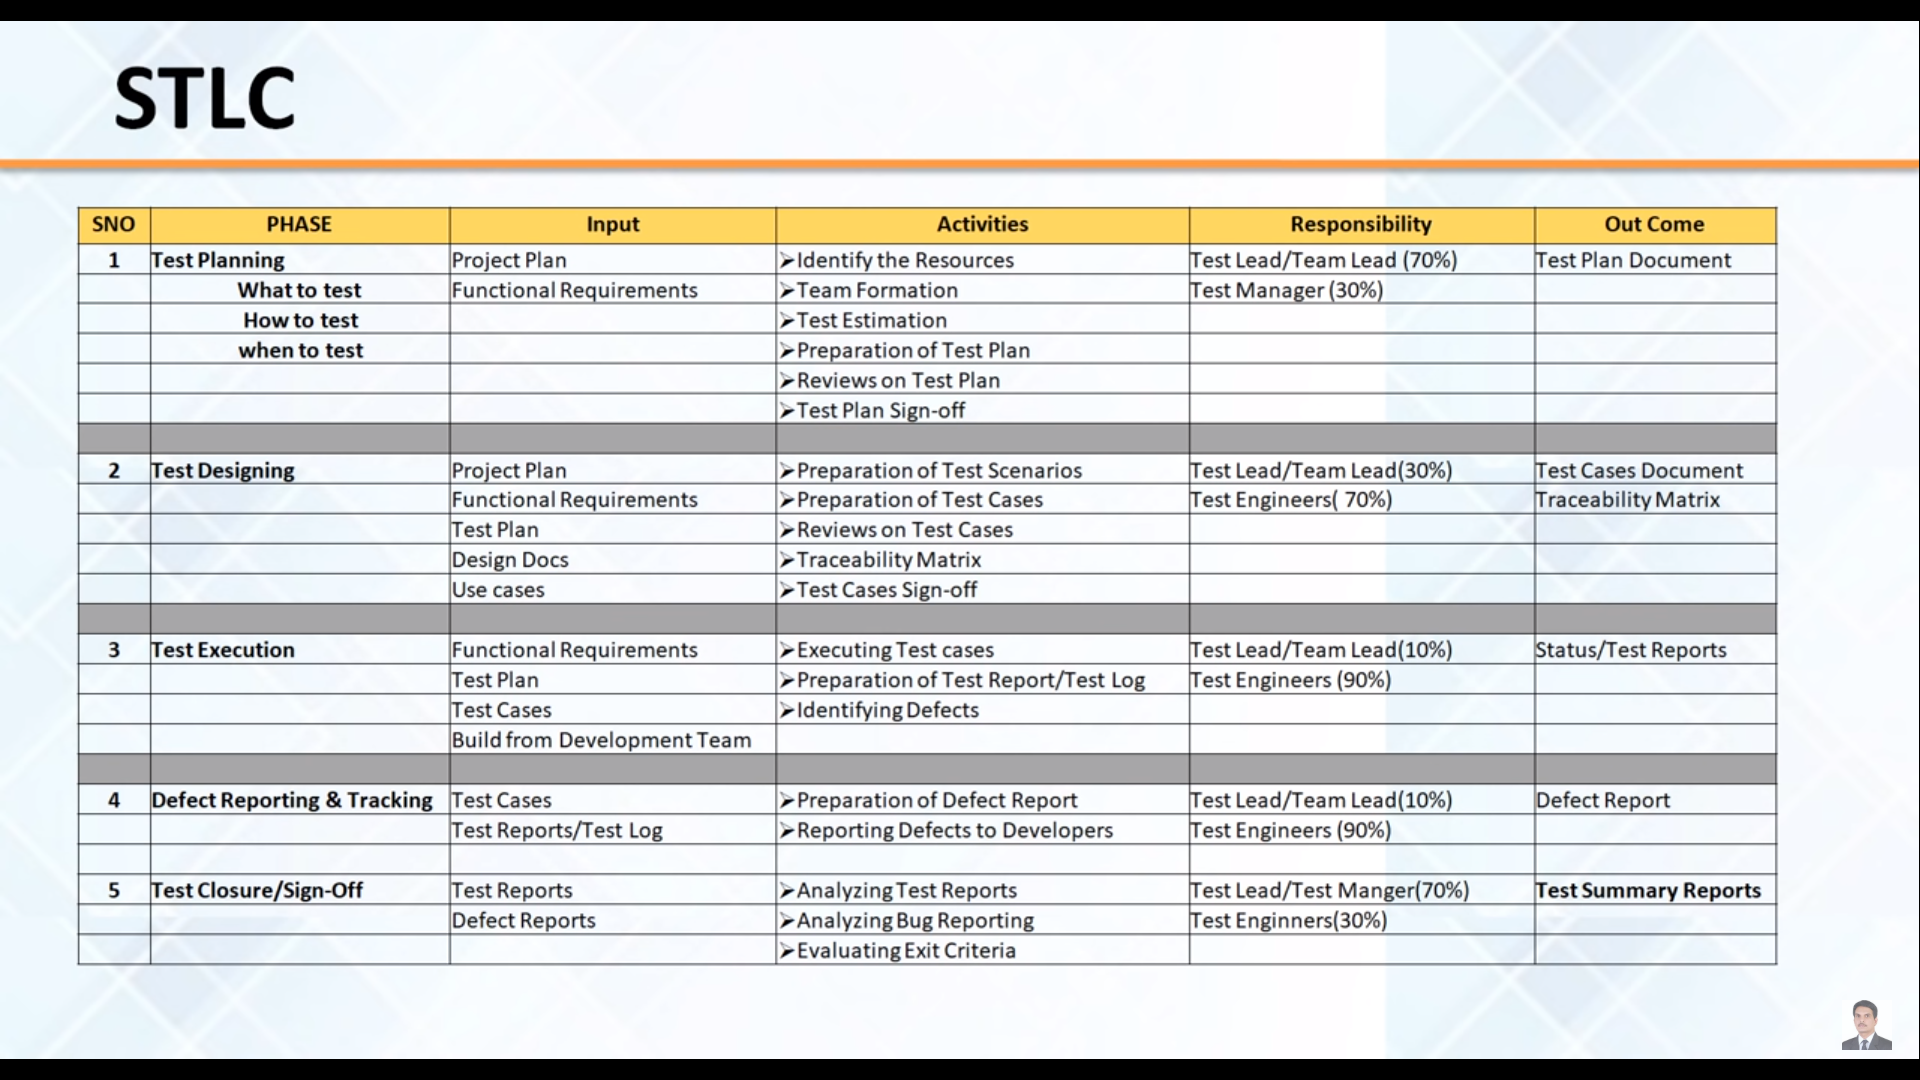 STLC
SNO PHASE Input Activities Responsibility Out Come
1 Test Planning Project Plan ➢Identify the Resources Test Lead/Team Lead (70%) Test Plan Document
What to test Functional Requirements ➢Team Formation Test Manager (30%)
How to test ➢Test Estimation
when to test ➢Preparation of Test Plan
➢Reviews on Test Plan
➢Test Plan Sign-off
2 Test Designing Project Plan ➢Preparation of Test Scenarios Test Lead/Team Lead(30%) Test Cases Document
Functional Requirements ➢Preparation of Test Cases Test Engineers( 70%) Traceability Matrix
Test Plan ➢Reviews on Test Cases
Design Docs ➢Traceability Matrix
Use cases ➢Test Cases Sign-off
3 Test Execution Functional Requirements ➢Executing Test cases Test Lead/Team Lead(10%) Status/Test Reports
Test Plan ➢Preparation of Test Report/Test Log Test Engineers (90%)
Test Cases ➢Identifying Defects
Build from Development Team
4 Defect Reporting & Tracking Test Cases ➢Preparation of Defect Report Test Lead/Team Lead(10%) Defect Report
Test Reports/Test Log ➢Reporting Defects to Developers Test Engineers (90%)
5 Test Closure/Sign-Off Test Reports ➢Analyzing Test Reports Test Lead/Test Manger(70%) Test Summary Reports
Defect Reports ➢Analyzing Bug Reporting Test Enginners(30%)
➢Evaluating Exit Criteria